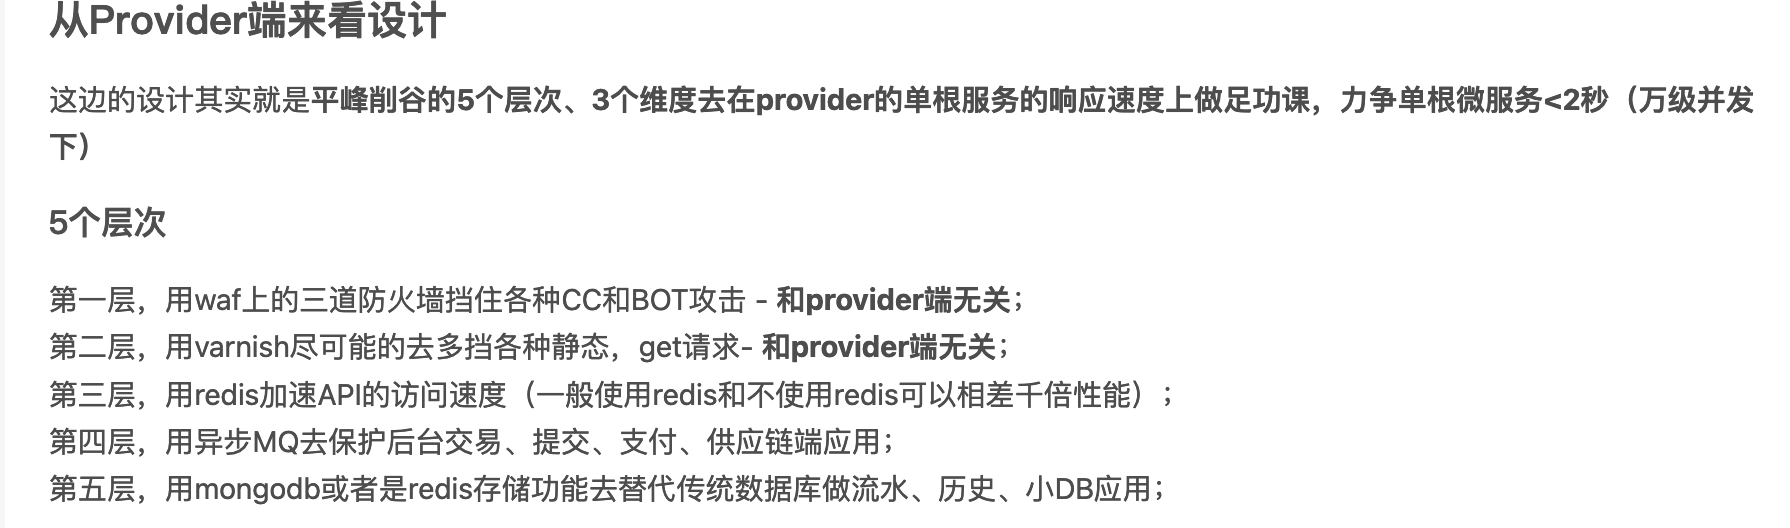 从Provider端来看设计
这边的设计其实就是平峰削谷的5个层次、3个维度去在provider的单根服务的响应速度上做足功课，力争单根微服务<2秒（万级并发
下）
5个层次
第一层，用waf上的三道防火墙挡住各种CC和BOT攻击 - 和provider端无关；
第二层，用varnish尽可能的去多挡各种静态，get请求- 和provider端无关；
第三层，用redis加速API的访问速度（一般使用redis和不使用redis可以相差千倍性能）；
第四层，用异步MQ去保护后台交易、提交、支付、供应链端应用；
第五层，用mongodb或者是redis存储功能去替代传统数据库做流水、历史、小DB应用；